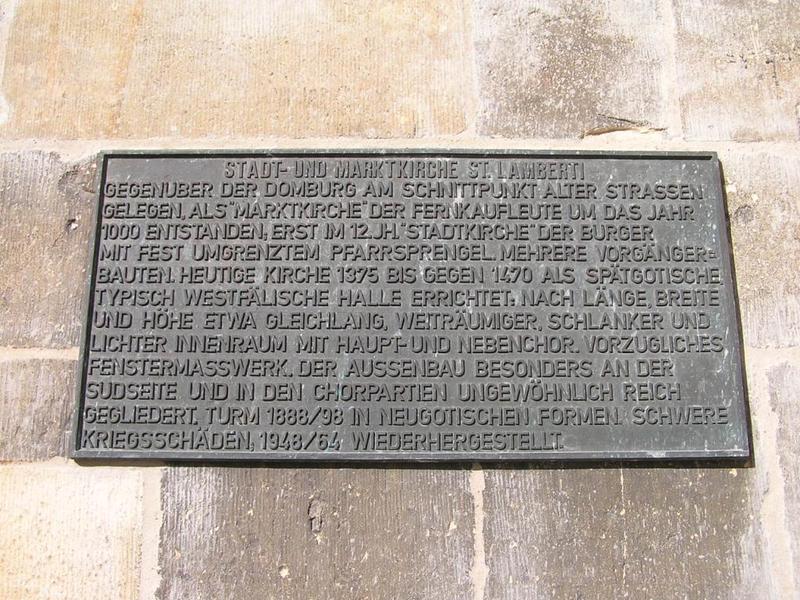 STADT- UND MARKTKIRCHE ST. LAMBERTI
GEGENÜBER DER DOMBURG AM SCHNITTPUNKT ALTER STRASSEN
GELEGEN, ALS "MARKTKIRCHE" DER FERNKAUFLEUTE UM DAS JAHR
1000 ENTSTANDEN, ERST IM 12.JH. "STADTKIRCHE" DER BÜRGER
MIT FEST UMGRENZTEM PFARRSPRENGEL. MEHRERE VORGÄNGER=
BAUTEN. HEUTIGE KIRCHE 1375 BIS GEGEN 1470 ALS SPÄTGOTISCHE
TYPISCH WESTFÄLISCHE HALLE ERRICHTET. NACH LÄNGE, BREITE
UND HÖHE ETWA GLEICHLANG, WEITRÄUMIGER, SCHLANKER UND
LICHTER INNENRAUM MIT HAUPT- UND NEBENCHOR. VORZÜGLICHES
FENSTERMASSWERK. DER AUSSENBAU BESONDERS AN DER
SÜDSEITE UND IN DEN CHORPARTIEN UNGEWÖHNLICH REICH
GEGLIEDERT. TURM 1888/98 IN NEUGOTISCHEN FORMEN. SCHWERE
KRIEGSSCHÄDEN, 1948/64 WIEDERHERGESTELLT.